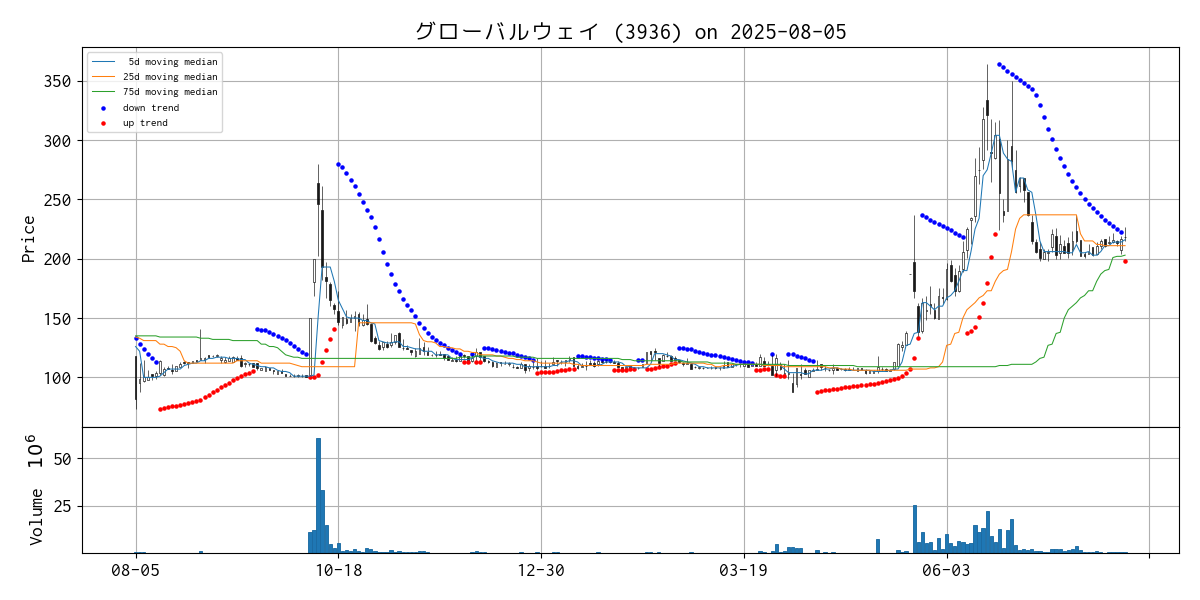 グローバルウェイ (3936) on 2025-08-05
5d moving median
25d moving median
75d moving median
down trend
up trend
Price
350
300
250
200
150
100
Volume 10^6
50
25
08-05
10-18
12-30
03-19
06-03